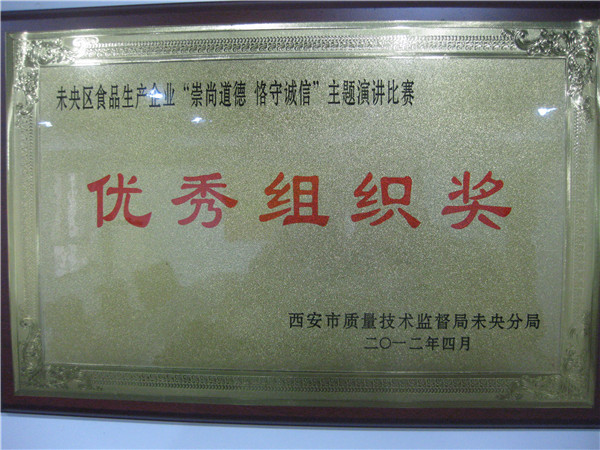 未央区食品生产企业“崇尚道德 恪守诚信”主题演讲比赛
优秀组织奖
西安市质量技术监督局未央分局
二〇一二年四月